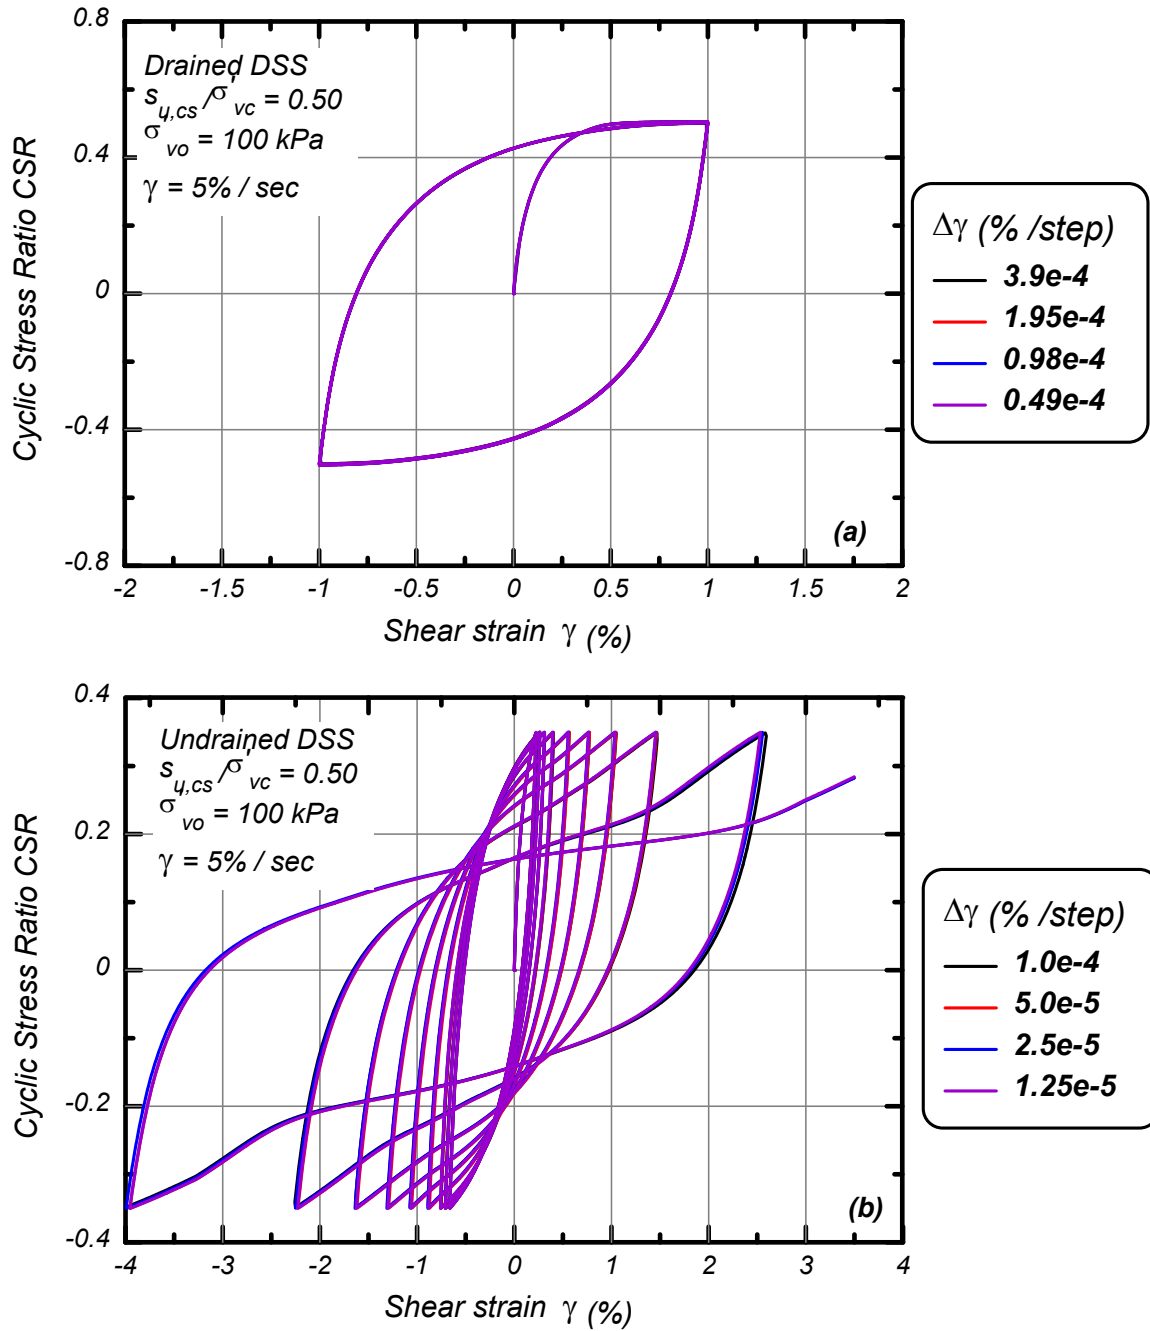 0.8
0.4
0
-0.4
-0.8
Cyclic Stress Ratio CSR
Drained DSS
s_{u,cs}/σ'_{vc} = 0.50
σ_{vo} = 100 kPa
γ = 5% / sec
(a)
-2 -1.5 -1 -0.5 0 0.5 1 1.5 2
Shear strain γ (%)
Δγ (% /step)
3.9e-4
1.95e-4
0.98e-4
0.49e-4
0.4
0.2
0
-0.2
-0.4
Cyclic Stress Ratio CSR
Undrained DSS
s_{u,cs}/σ'_{vc} = 0.50
σ_{vo} = 100 kPa
γ = 5% / sec
(b)
-4 -3 -2 -1 0 1 2 3 4
Shear strain γ (%)
Δγ (% /step)
1.0e-4
5.0e-5
2.5e-5
1.25e-5